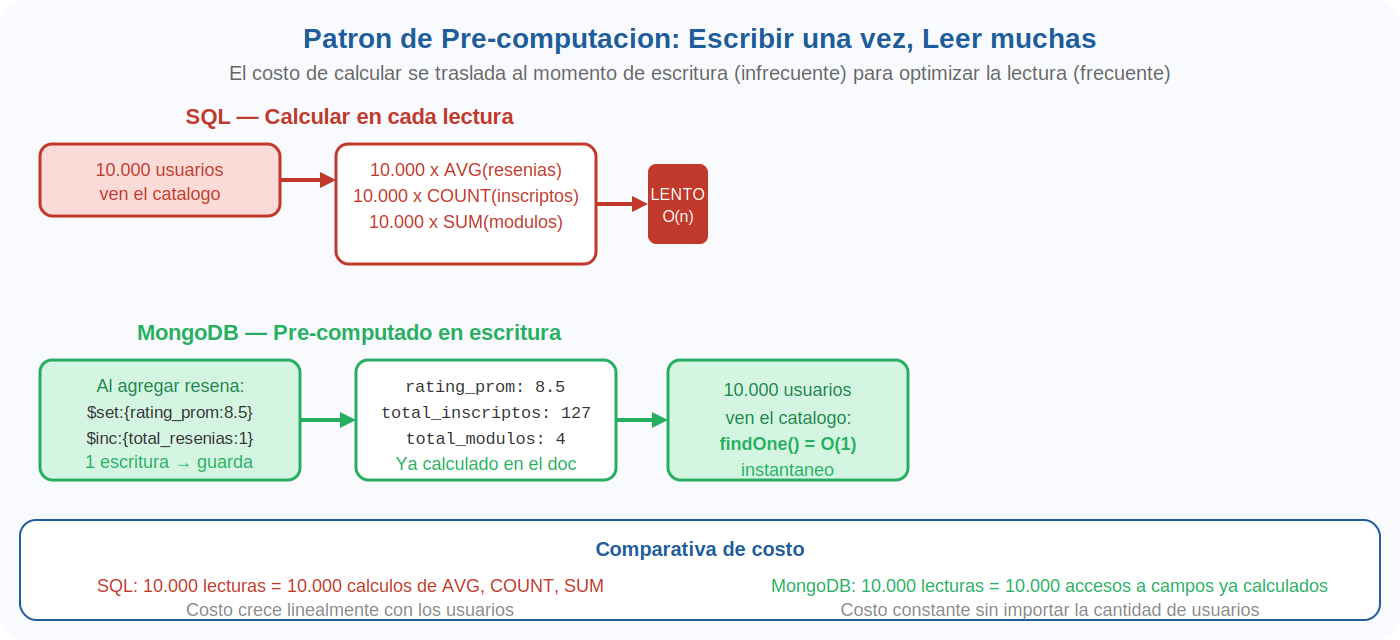 Patron de Pre-computacion: Escribir una vez, Leer muchas
El costo de calcular se traslada al momento de escritura (infrecuente) para optimizar la lectura (frecuente)
SQL — Calcular en cada lectura
10.000 usuarios
ven el catalogo
10.000 x AVG(resenias)
10.000 x COUNT(inscriptos)
10.000 x SUM(modulos)
LENTO
O(n)
MongoDB — Pre-computado en escritura
Al agregar resena:
$set:{rating_prom:8.5}
$inc:{total_resenias:1}
1 escritura → guarda
rating_prom: 8.5
total_inscriptos: 127
total_modulos: 4
Ya calculado en el doc
10.000 usuarios
ven el catalogo:
findOne() = O(1)
instantaneo
Comparativa de costo
SQL: 10.000 lecturas = 10.000 calculos de AVG, COUNT, SUM
Costo crece linealmente con los usuarios
MongoDB: 10.000 lecturas = 10.000 accesos a campos ya calculados
Costo constante sin importar la cantidad de usuarios